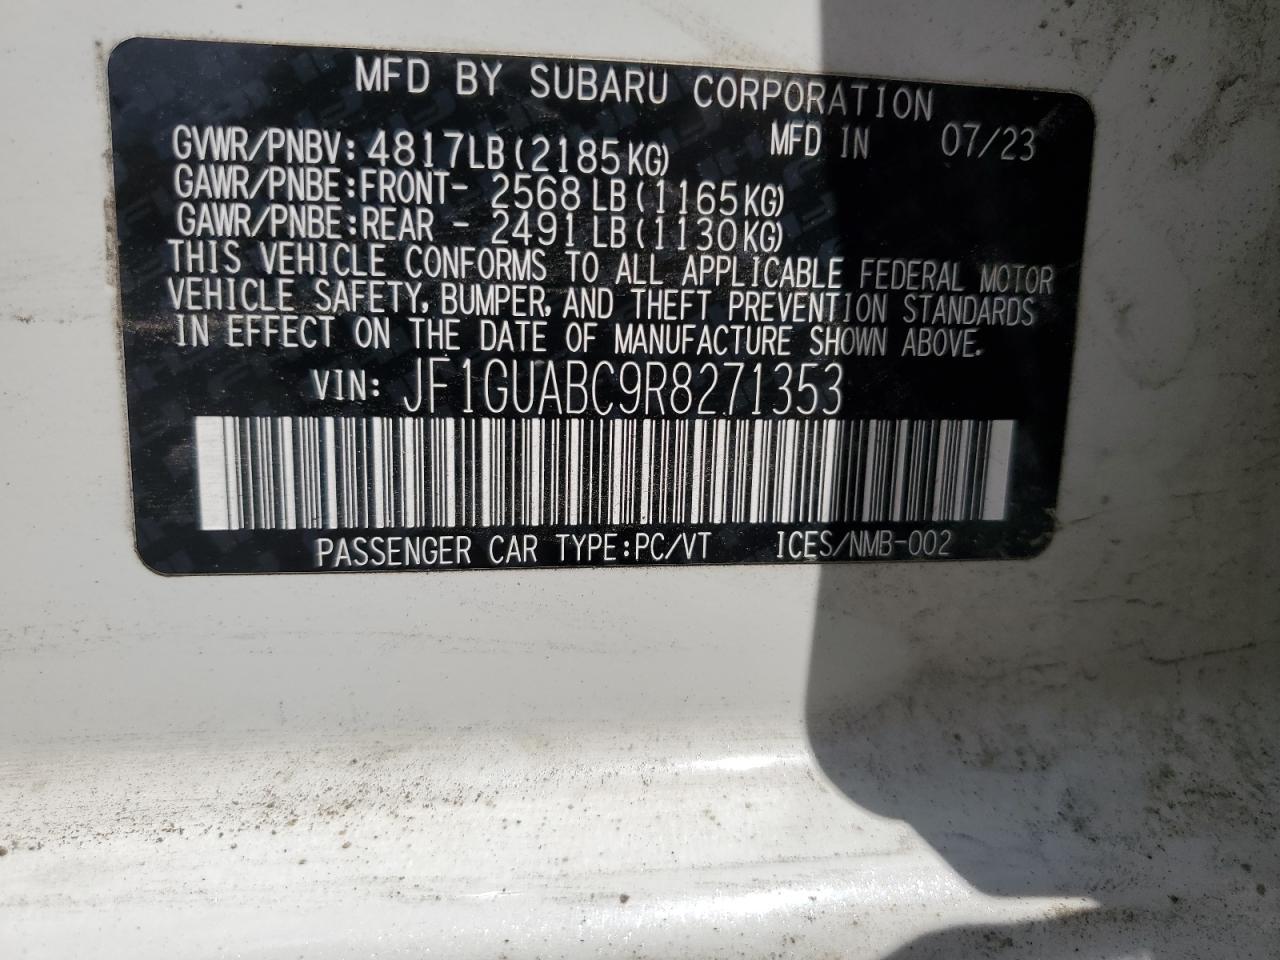 MFD BY SUBARU CORPORATION
GVWR/PNBV: 4817LB(2185KG) MFD IN 07/23
GAWR/PNBE:FRONT- 2568 LB(1165KG)
GAWR/PNBE:REAR - 2491 LB(1130KG)
THIS VEHICLE CONFORMS TO ALL APPLICABLE FEDERAL MOTOR
VEHICLE SAFETY, BUMPER, AND THEFT PREVENTION STANDARDS
IN EFFECT ON THE DATE OF MANUFACTURE SHOWN ABOVE.
VIN: JF1GUABC9R8271353
PASSENGER CAR TYPE:PC/VT ICES/NMB-002